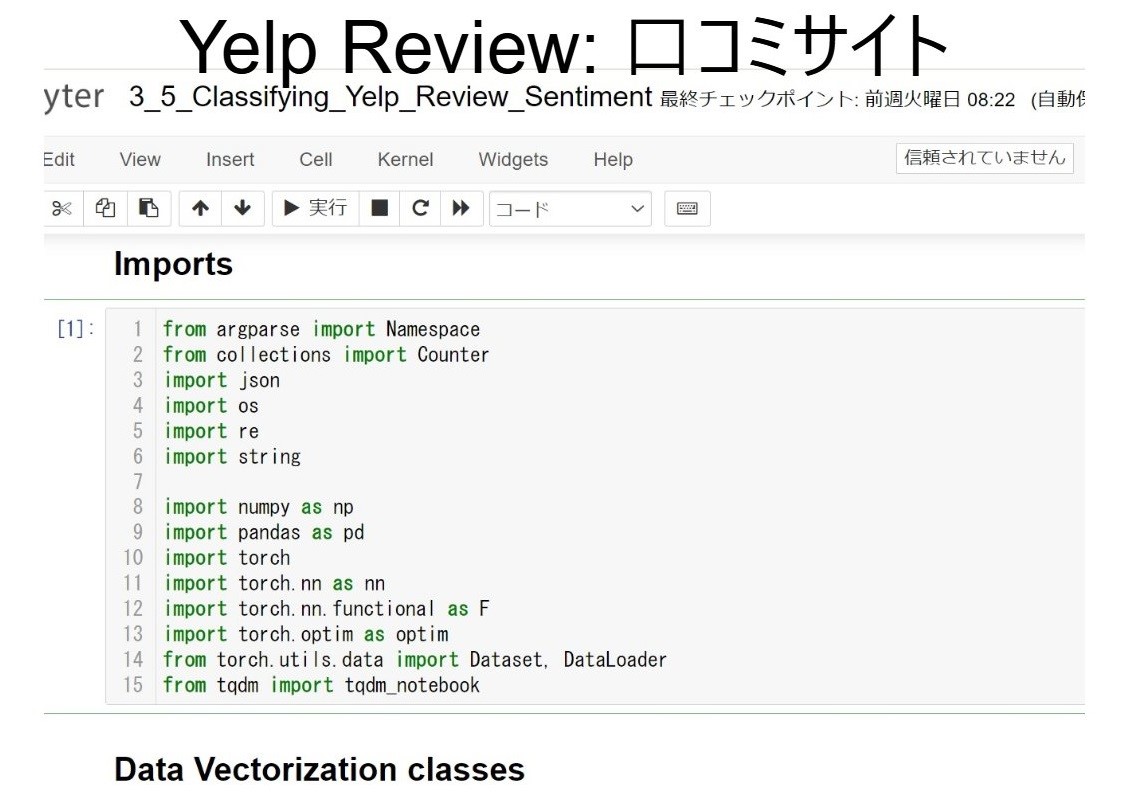 Yelp Review: 口コミサイト
yter 3_5_Classifying_Yelp_Review_Sentiment 最終チェックポイント: 前週火曜日 08:22 (自動保
Edit View Insert Cell Kernel Widgets Help 信頼されていません
実行 コード
Imports
[1]:
1 from argparse import Namespace
2 from collections import Counter
3 import json
4 import os
5 import re
6 import string
7
8 import numpy as np
9 import pandas as pd
10 import torch
11 import torch.nn as nn
12 import torch.nn.functional as F
13 import torch.optim as optim
14 from torch.utils.data import Dataset, DataLoader
15 from tqdm import tqdm_notebook
Data Vectorization classes